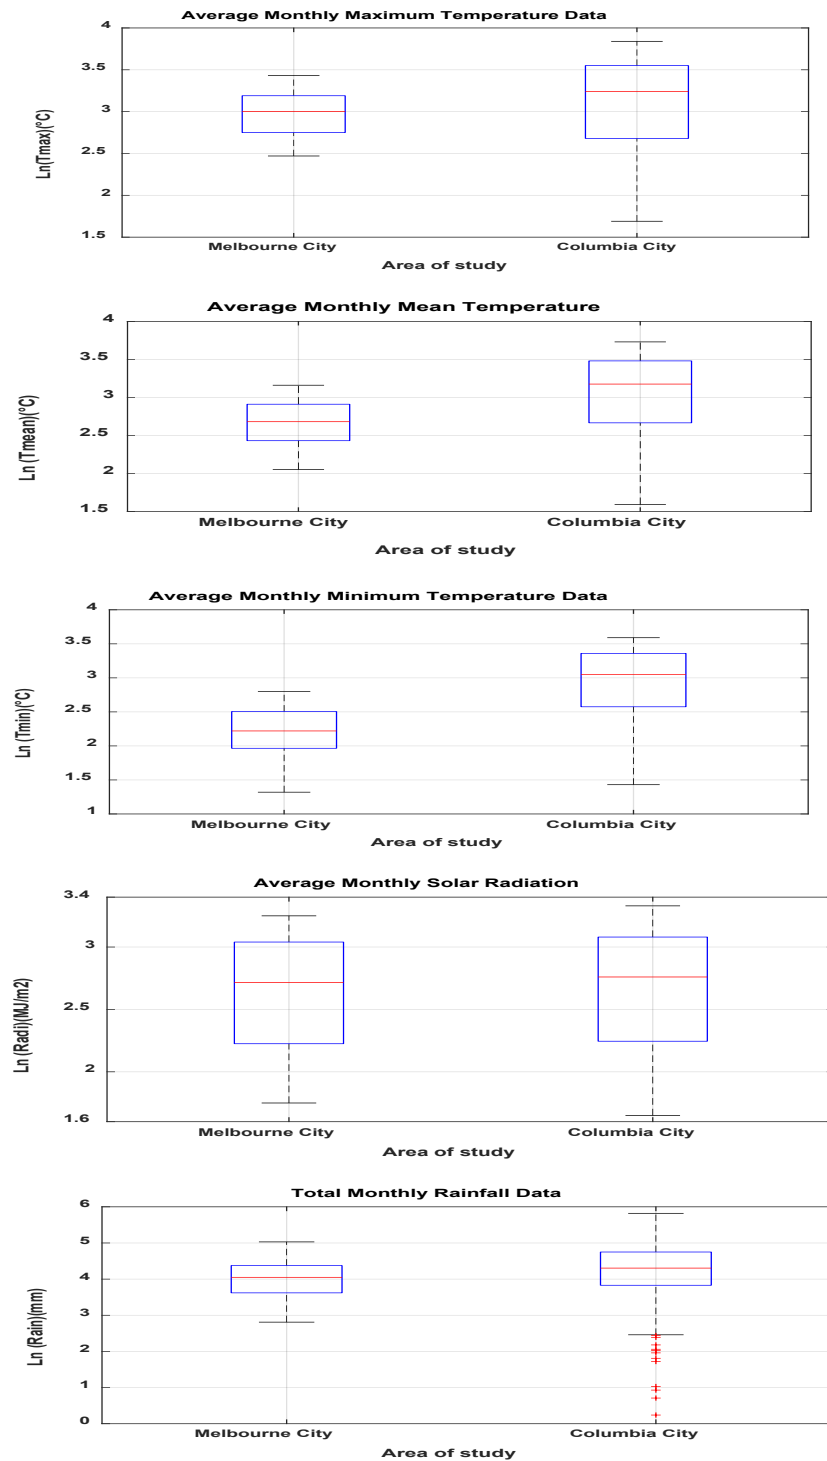 Average Monthly Maximum Temperature Data
4
3.5
3
2.5
2
1.5
Ln(Tmax)(°C)
Melbourne City Columbia City
Area of study
Average Monthly Mean Temperature
4
3.5
3
2.5
2
1.5
Ln (Tmean)(°C)
Melbourne City Columbia City
Area of study
Average Monthly Minimum Temperature Data
4
3.5
3
2.5
2
1.5
1
Ln (Tmin)(°C)
Melbourne City Columbia City
Area of study
Average Monthly Solar Radiation
3.4
3
2.5
2
1.6
Ln (Radi)(MJ/m2)
Melbourne City Columbia City
Area of study
Total Monthly Rainfall Data
6
5
4
3
2
1
0
Ln (Rain)(mm)
Melbourne City Columbia City
Area of study